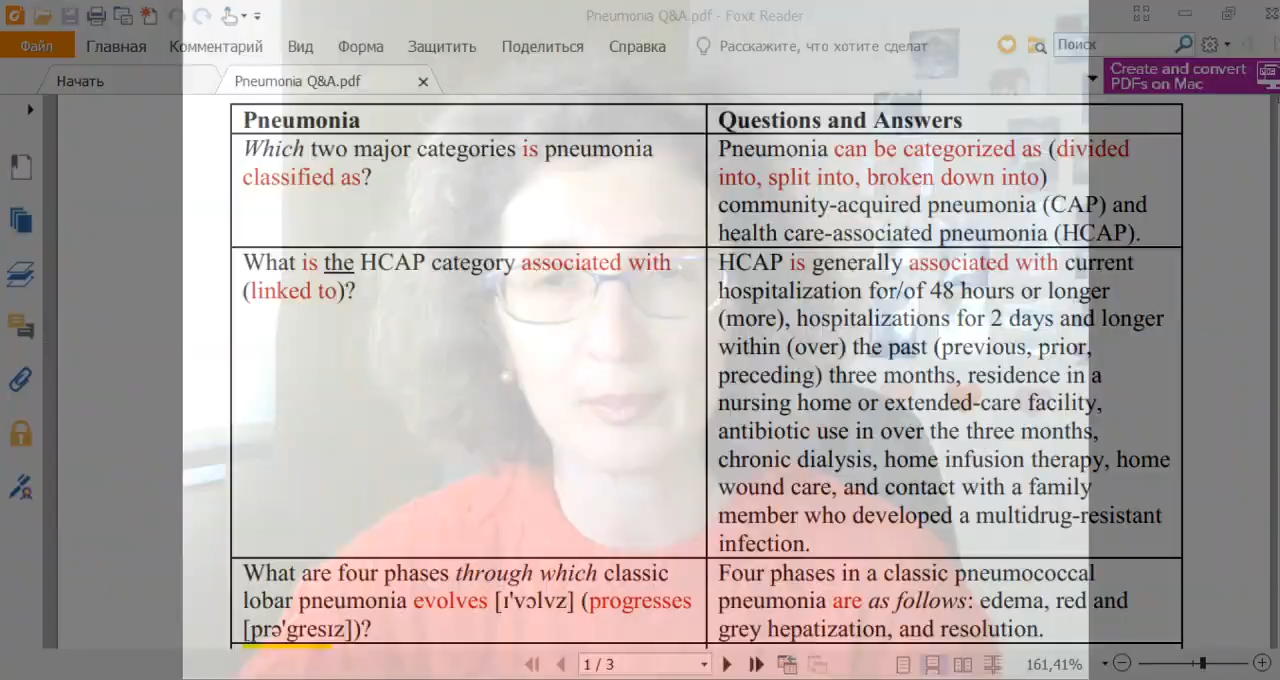 Pneumonia Q&A.pdf - Foxit Reader
Файл Главная Комментарий Вид Форма Защитить Поделиться Справка Расскажите, что хотите сделат Поиск
Начать Pneumonia Q&A.pdf
Create and convert
PDFs on Mac
Pneumonia
Which two major categories is pneumonia
classified as?
Questions and Answers
Pneumonia can be categorized as (divided
into, split into, broken down into)
community-acquired pneumonia (CAP) and
health care-associated pneumonia (HCAP).
What is the HCAP category associated with
(linked to)?
HCAP is generally associated with current
hospitalization for/of 48 hours or longer
(more), hospitalizations for 2 days and longer
within (over) the past (previous, prior,
preceding) three months, residence in a
nursing home or extended-care facility,
antibiotic use in over the three months,
chronic dialysis, home infusion therapy, home
wound care, and contact with a family
member who developed a multidrug-resistant
infection.
What are four phases through which classic
lobar pneumonia evolves [ɪ'vɔlvz] (progresses
[prə'gresɪz])?
Four phases in a classic pneumococcal
pneumonia are as follows: edema, red and
grey hepatization, and resolution.
1 / 3
161,41%